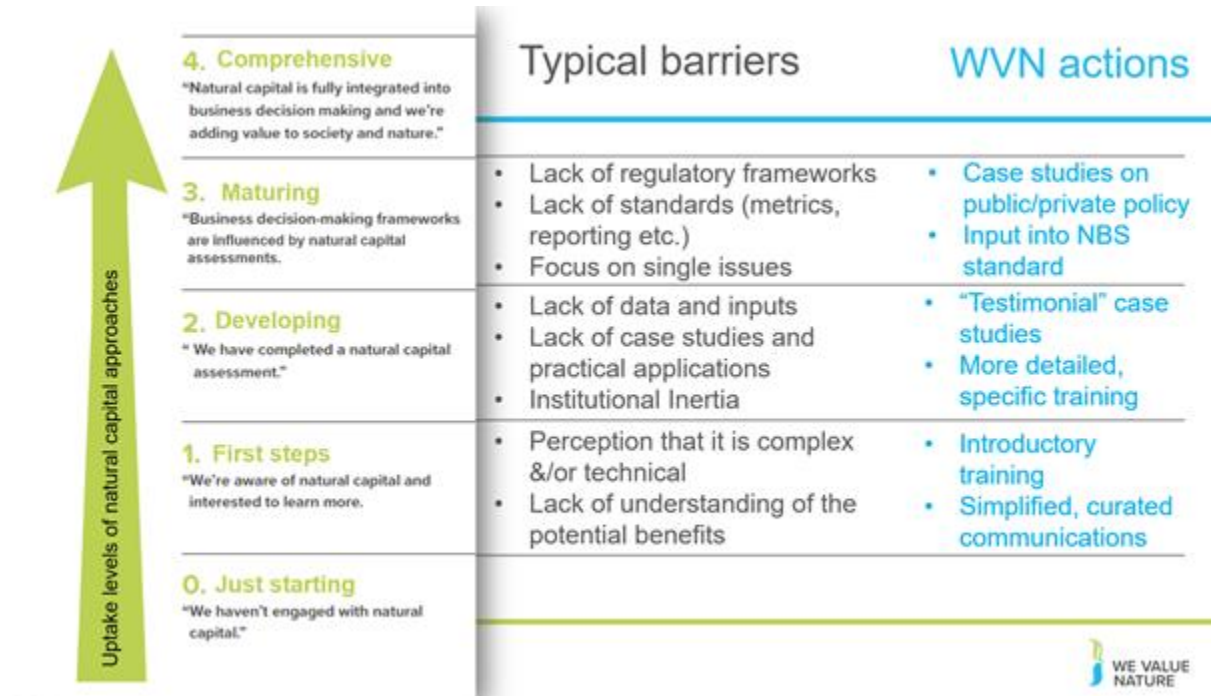 Uptake levels of natural capital approaches
4. Comprehensive
“Natural capital is fully integrated into
business decision making and we’re
adding value to society and nature.”
3. Maturing
“Business decision-making frameworks
are influenced by natural capital
assessments.
2. Developing
“ We have completed a natural capital
assessment.”
1. First steps
“We’re aware of natural capital and
interested to learn more.
0. Just starting
“We haven’t engaged with natural
capital.”
Typical barriers
• Lack of regulatory frameworks
• Lack of standards (metrics,
reporting etc.)
• Focus on single issues
• Lack of data and inputs
• Lack of case studies and
practical applications
• Institutional Inertia
• Perception that it is complex
&/or technical
• Lack of understanding of the
potential benefits
WVN actions
• Case studies on
public/private policy
• Input into NBS
standard
• “Testimonial” case
studies
• More detailed,
specific training
• Introductory
training
• Simplified, curated
communications
WE VALUE
NATURE